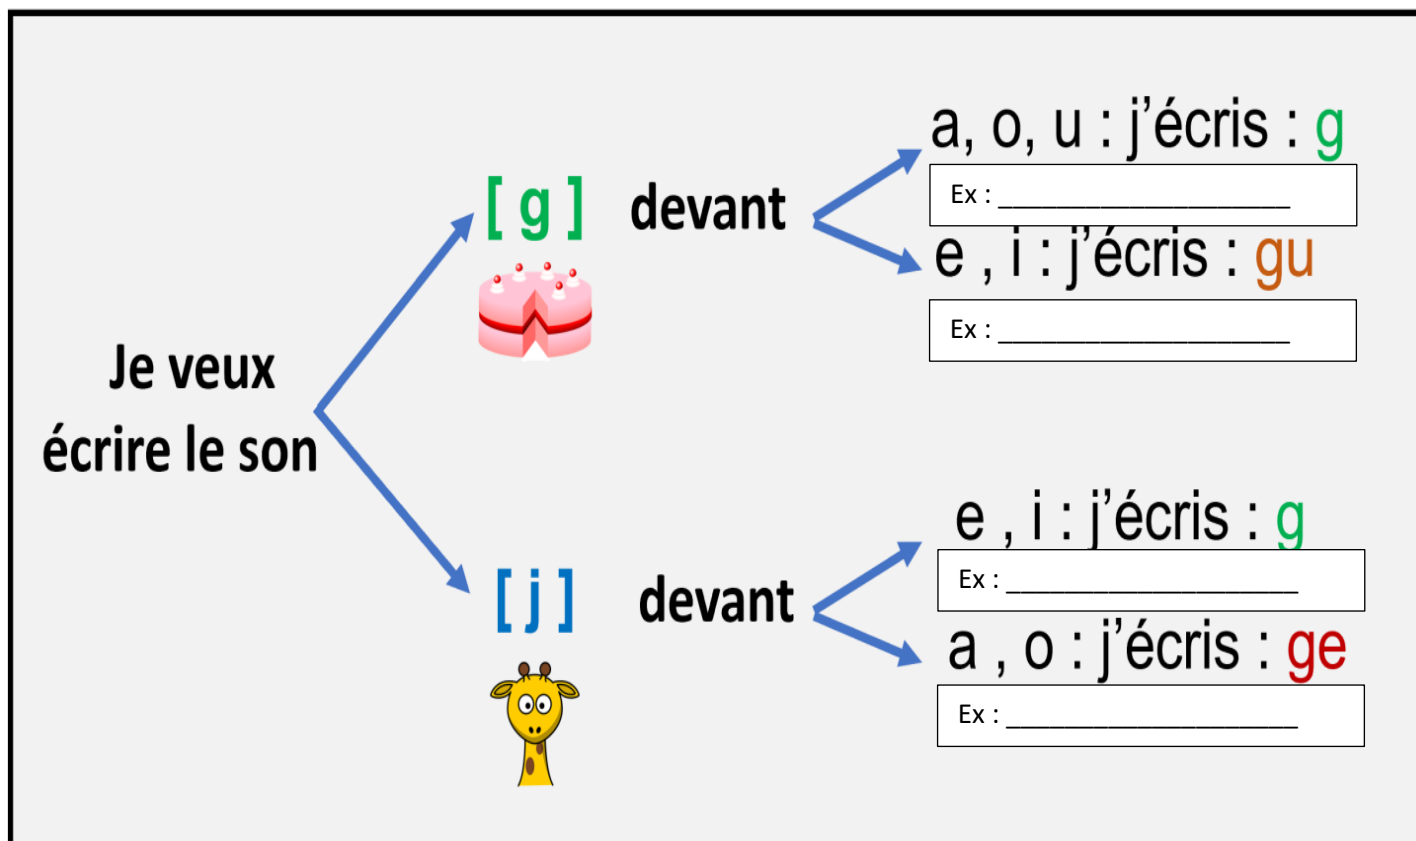 Je veux
écrire le son
[ g ] devant
a, o, u : j’écris : g
Ex : ____________________
e , i : j’écris : gu
Ex : ____________________
[ j ] devant
e , i : j’écris : g
Ex : ____________________
a , o : j’écris : ge
Ex : ____________________